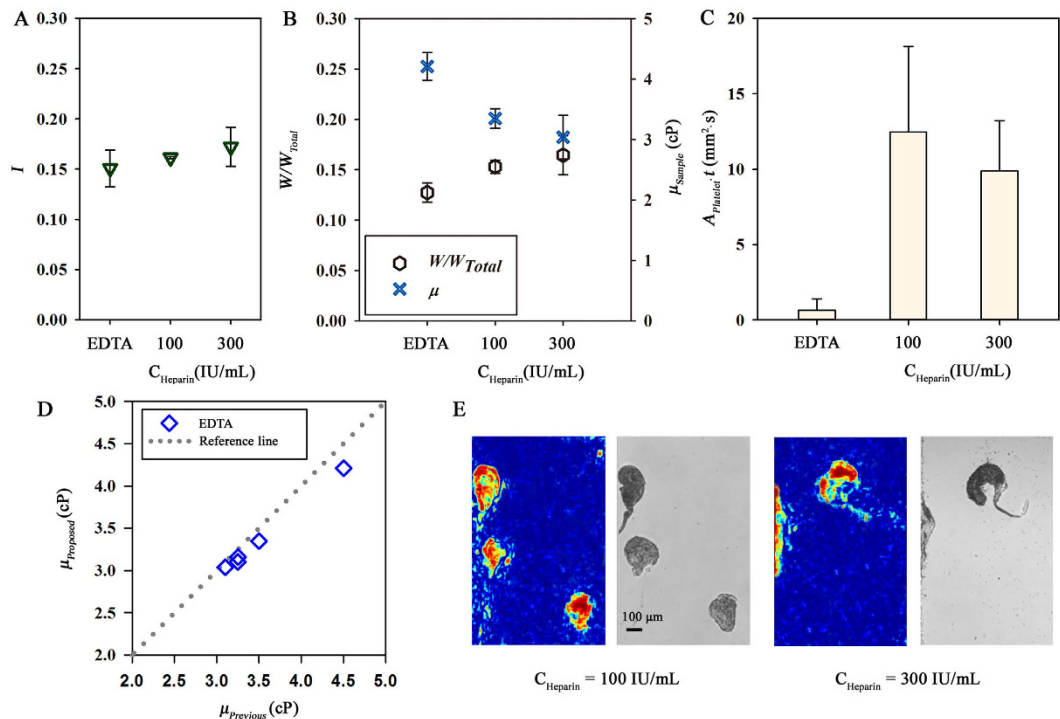 A
I
0.30
0.25
0.20
0.15
0.10
0.05
0.00
EDTA 100 300
C_Heparin(IU/mL)
B
W/W_Total
0.30
0.25
0.20
0.15
0.10
0.05
0.00
W/W_Total
μ
5
4
3
2
1
0
μ_Sample (cP)
EDTA 100 300
C_Heparin(IU/mL)
C
A_Platelet·t (mm²·s)
20
15
10
5
0
EDTA 100 300
C_Heparin(IU/mL)
D
μ_Proposed (cP)
5.0
4.5
4.0
3.5
3.0
2.5
2.0
EDTA
Reference line
2.0 2.5 3.0 3.5 4.0 4.5 5.0
μ_Previous (cP)
E
100 μm
C_Heparin = 100 IU/mL
C_Heparin = 300 IU/mL